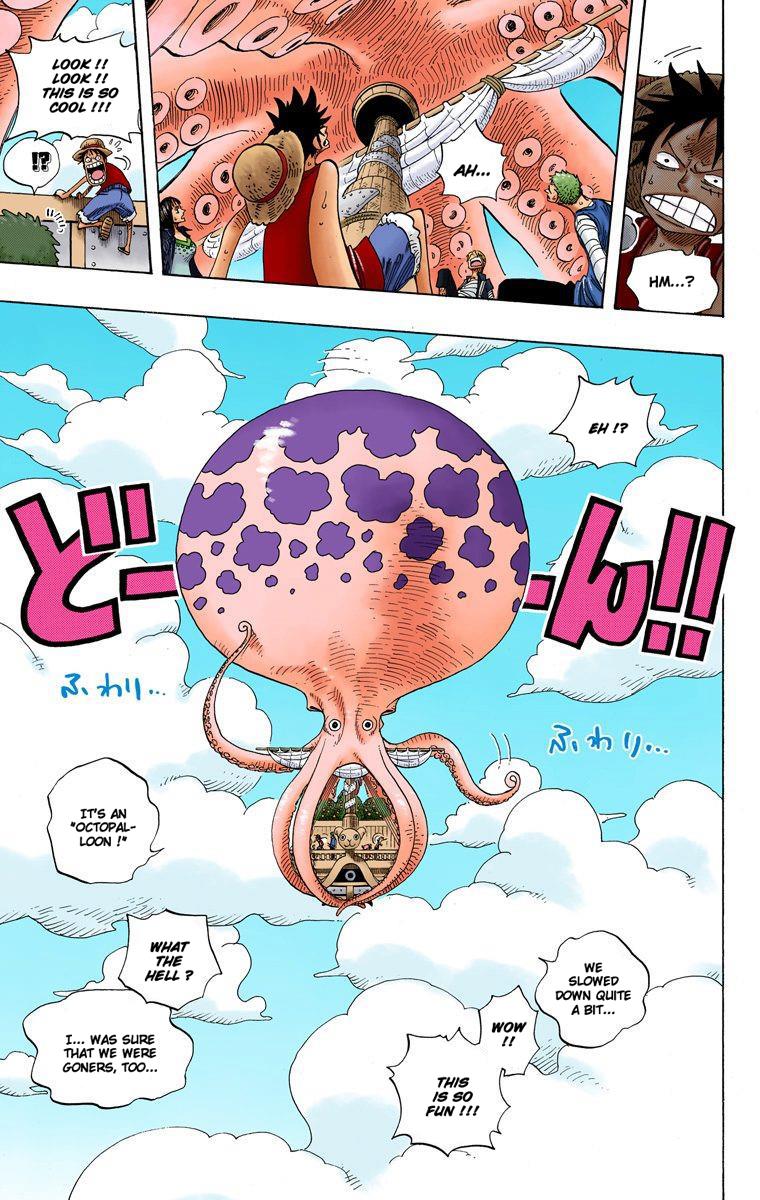 HM...?
AH...
LOOK !!
LOOK !!
THIS IS SO
COOL !!!
!?
EH !?
どーーん!!
ふわり...
ふわり...
WE
SLOWED
DOWN QUITE
A BIT...
WOW
!!
THIS
IS SO
FUN !!!
IT'S AN
"OCTOPAL-
LOON !"
WHAT
THE
HELL ?
I... WAS SURE
THAT WE WERE
GONERS, TOO...